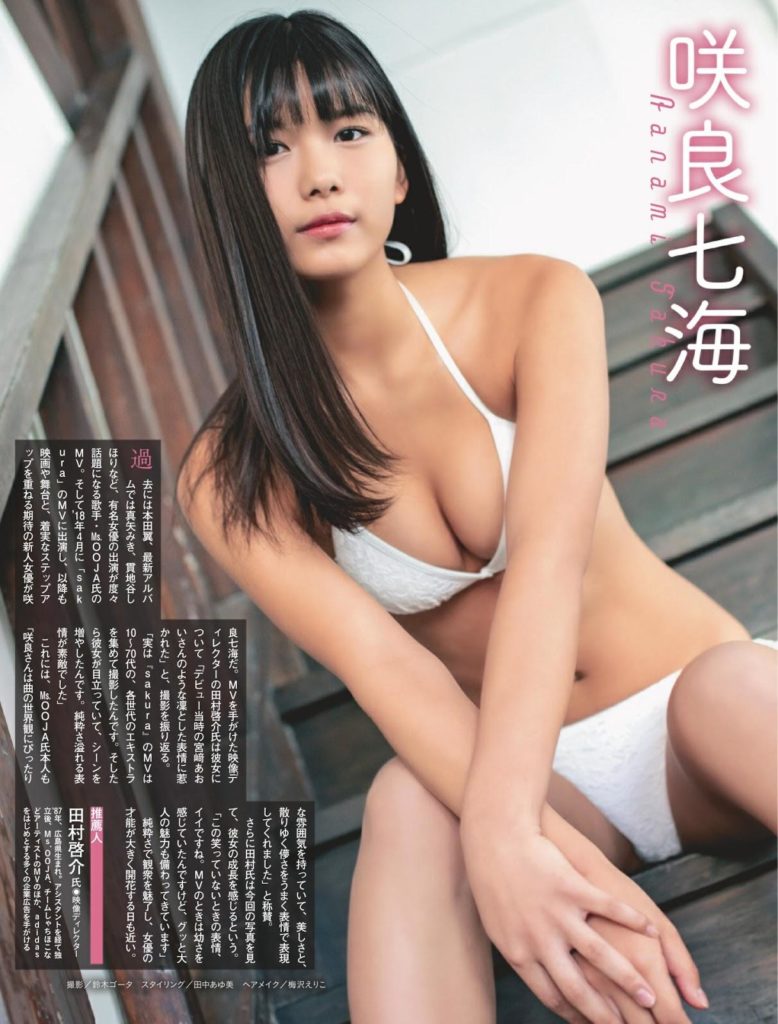 咲良七海
Nanami Sakura
過去には本田翼、最新アルバ
ムでは真矢みき、貫地谷し
ほりなど、有名女優の出演が度々
話題になる歌手・Ms.OOJA氏の
MV。そして'18年4月に「sak
ura」のMVに出演し、以降も
映画や舞台と、着実なステップア
ップを重ねる期待の新人女優が咲
良七海だ。MVを手がけた映像デ
ィレクターの田村啓介氏は彼女に
ついて「デビュー当時の宮﨑あお
いさんのような凜とした表情に惹
かれた」と、撮影を振り返る。
「実は『sakura』のMVは
10～70代の、各世代のエキストラ
を集めて撮影したんです。そした
ら彼女が目立っていて、シーンを
増やしたんです。純粋さ溢れる表
情が素敵でした」
これには、Ms.OOJA氏本人も
「咲良さんは曲の世界観にぴったり
な雰囲気を持っていて、美しさと、
散りゆく儚さをうまく表情で表現
してくれました」と称賛。
さらに田村氏は今回の写真を見
て、彼女の成長を感じるという。
「この笑っていないときの表情、
イイですね。MVのときは幼さを
感じていたんですけど、グッと大
人の魅力も備わってきています」
純粋さで観衆を魅了し、女優の
才能が大きく開花する日も近い。
推薦人
田村啓介氏●映像ディレクター
'87年、広島県生まれ。アシスタントを経て独
立後、Ms.OOJA、チームしゃちほこな
どアーティストのMVのほか、adidas
をはじめとする多くの企業広告を手がける
撮影／鈴木ゴータ スタイリング／田中あゆ美 ヘアメイク／梅沢えりこ